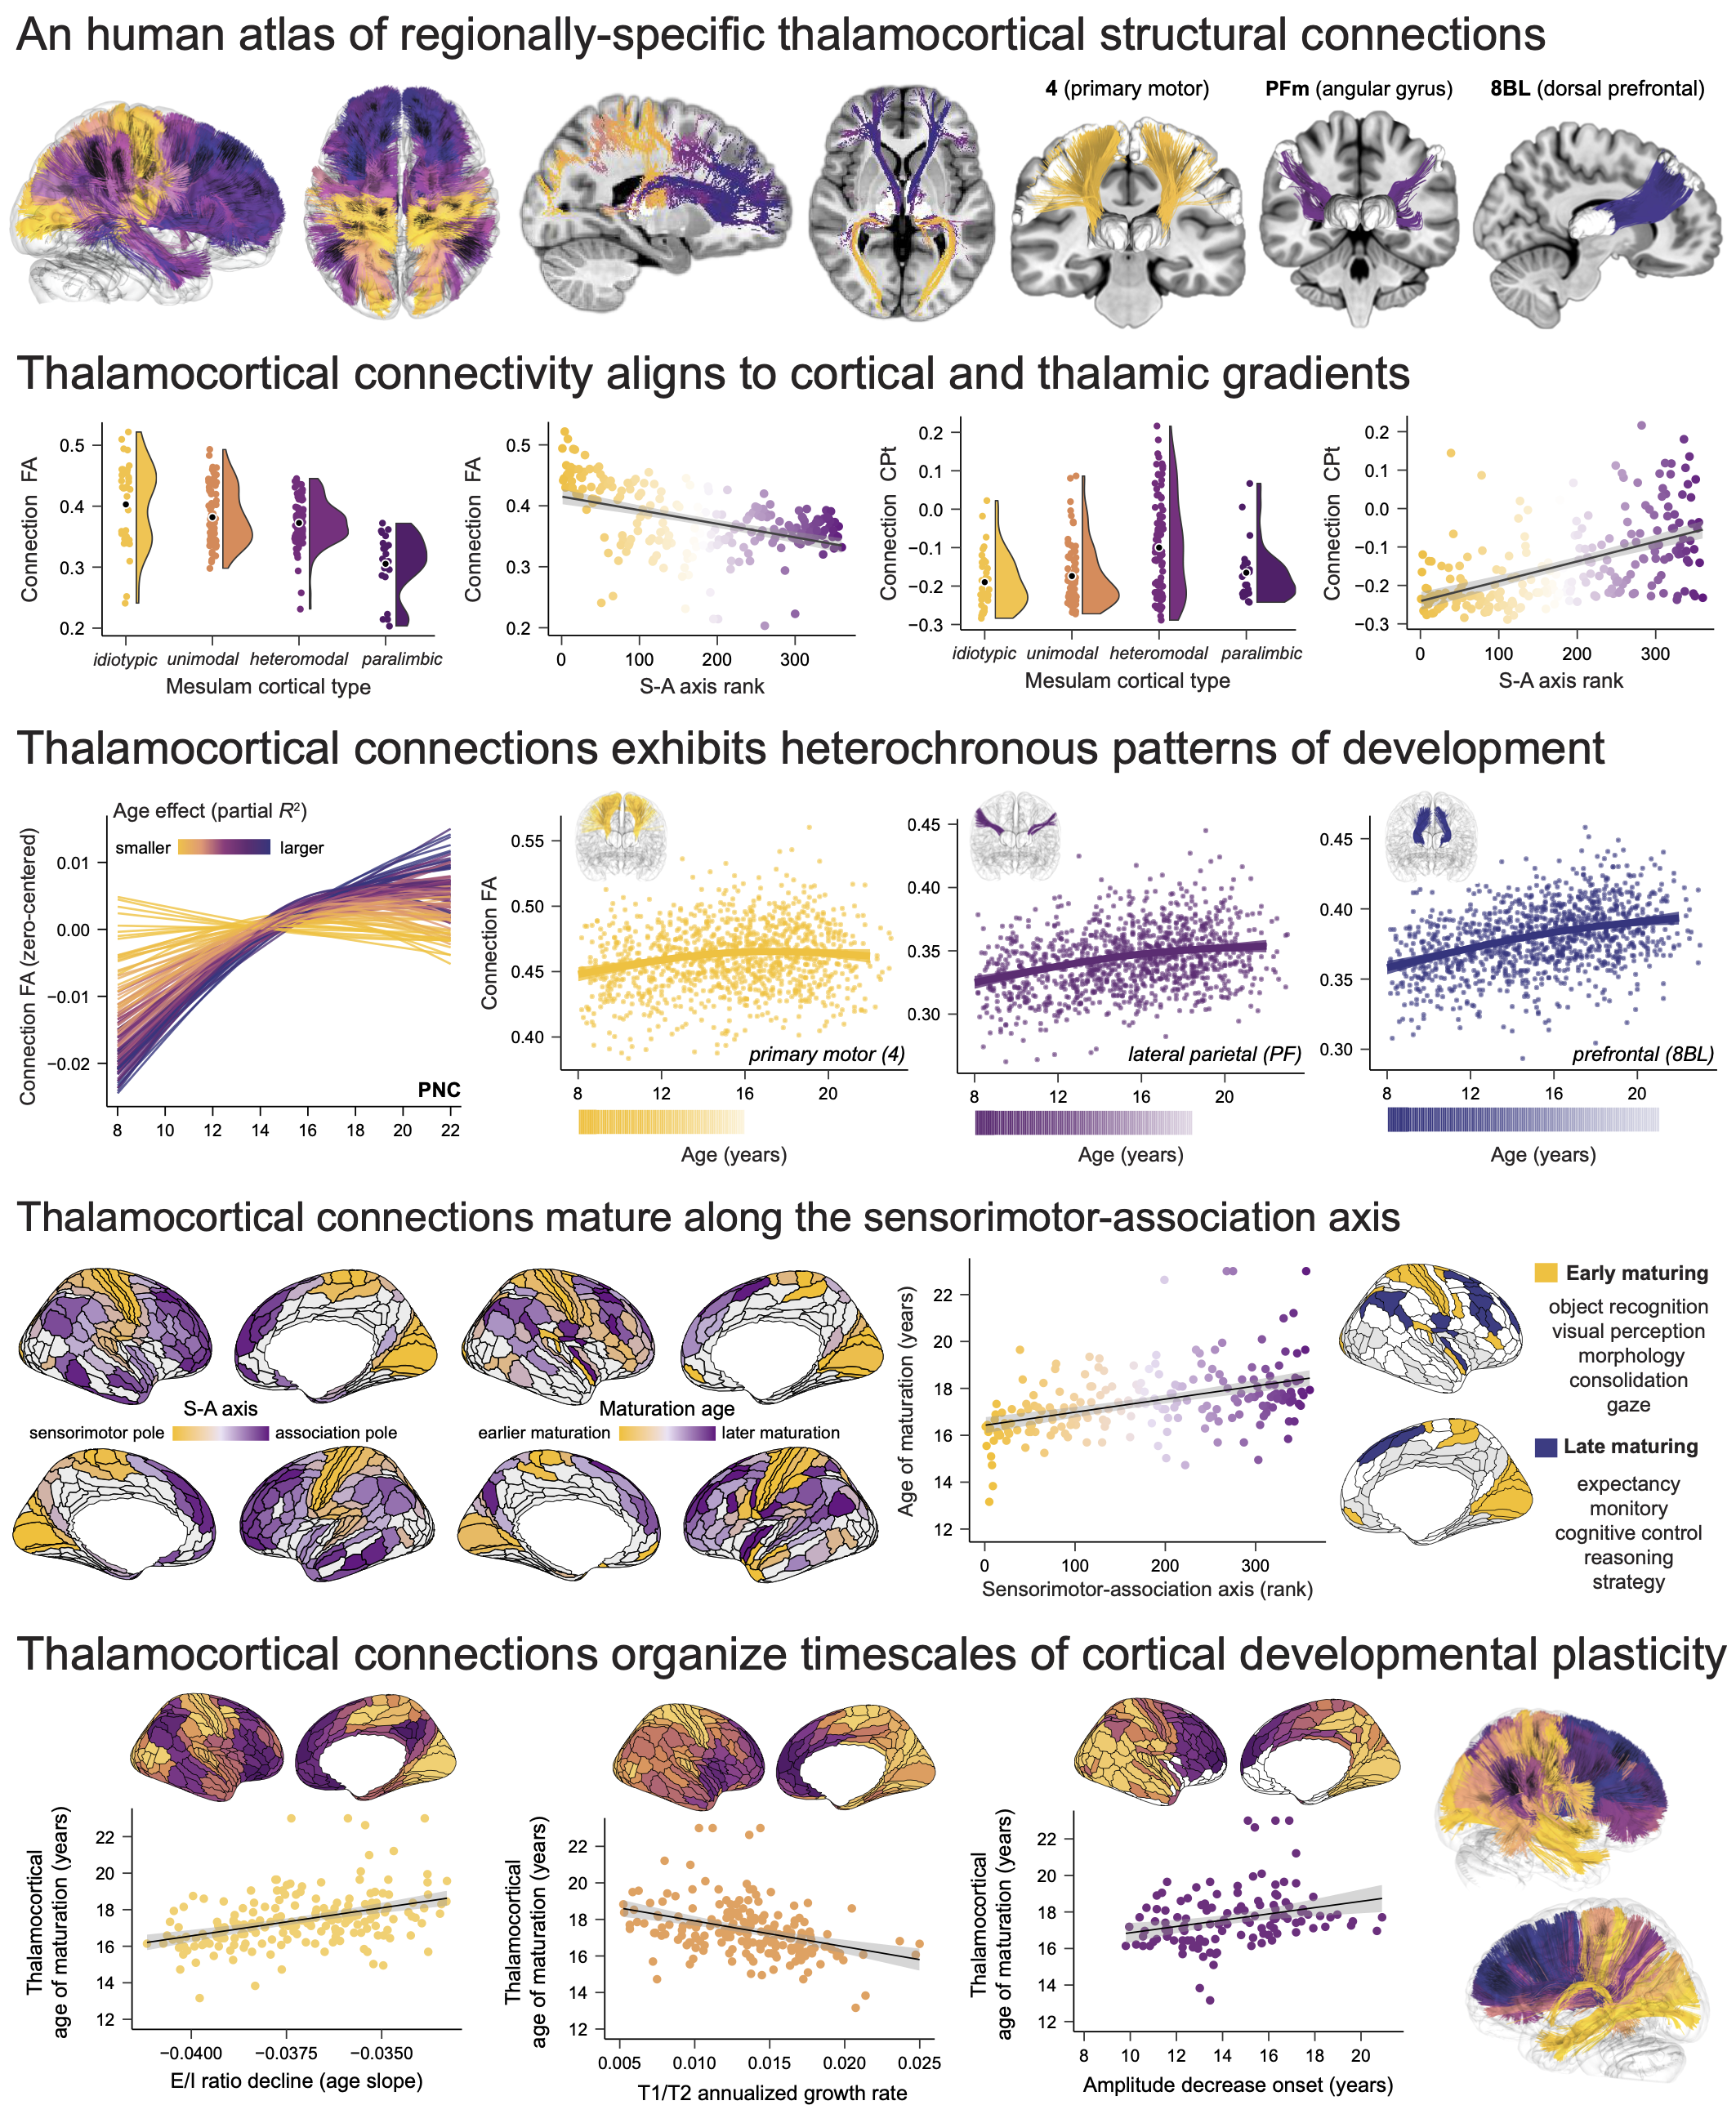 An human atlas of regionally-specific thalamocortical structural connections
4 (primary motor)
PFm (angular gyrus)
8BL (dorsal prefrontal)
Thalamocortical connectivity aligns to cortical and thalamic gradients
Connection FA
0.5
0.4
0.3
0.2
idiotypic unimodal heteromodal paralimbic
Mesulam cortical type
Connection FA
0.5
0.4
0.3
0.2
0 100 200 300
S-A axis rank
Connection CPt
0.2
0.1
0.0
−0.1
−0.2
−0.3
idiotypic unimodal heteromodal paralimbic
Mesulam cortical type
Connection CPt
0.2
0.1
0.0
−0.1
−0.2
−0.3
0 100 200 300
S-A axis rank
Thalamocortical connections exhibits heterochronous patterns of development
Age effect (partial R²)
smaller larger
Connection FA (zero-centered)
0.01
0.00
−0.01
−0.02
PNC
8 10 12 14 16 18 20 22
Connection FA
0.55
0.50
0.45
0.40
primary motor (4)
8 12 16 20
Age (years)
0.45
0.40
0.35
0.30
lateral parietal (PF)
8 12 16 20
Age (years)
0.45
0.40
0.35
0.30
prefrontal (8BL)
8 12 16 20
Age (years)
Thalamocortical connections mature along the sensorimotor-association axis
S-A axis
sensorimotor pole association pole
Maturation age
earlier maturation later maturation
Age of maturation (years)
22
20
18
16
14
12
0 100 200 300
Sensorimotor-association axis (rank)
Early maturing
object recognition
visual perception
morphology
consolidation
gaze
Late maturing
expectancy
monitory
cognitive control
reasoning
strategy
Thalamocortical connections organize timescales of cortical developmental plasticity
Thalamocortical
age of maturation (years)
22
20
18
16
14
12
−0.0400 −0.0375 −0.0350
E/I ratio decline (age slope)
Thalamocortical
age of maturation (years)
22
20
18
16
14
12
0.005 0.010 0.015 0.020 0.025
T1/T2 annualized growth rate
Thalamocortical
age of maturation (years)
22
20
18
16
14
12
8 10 12 14 16 18 20
Amplitude decrease onset (years)